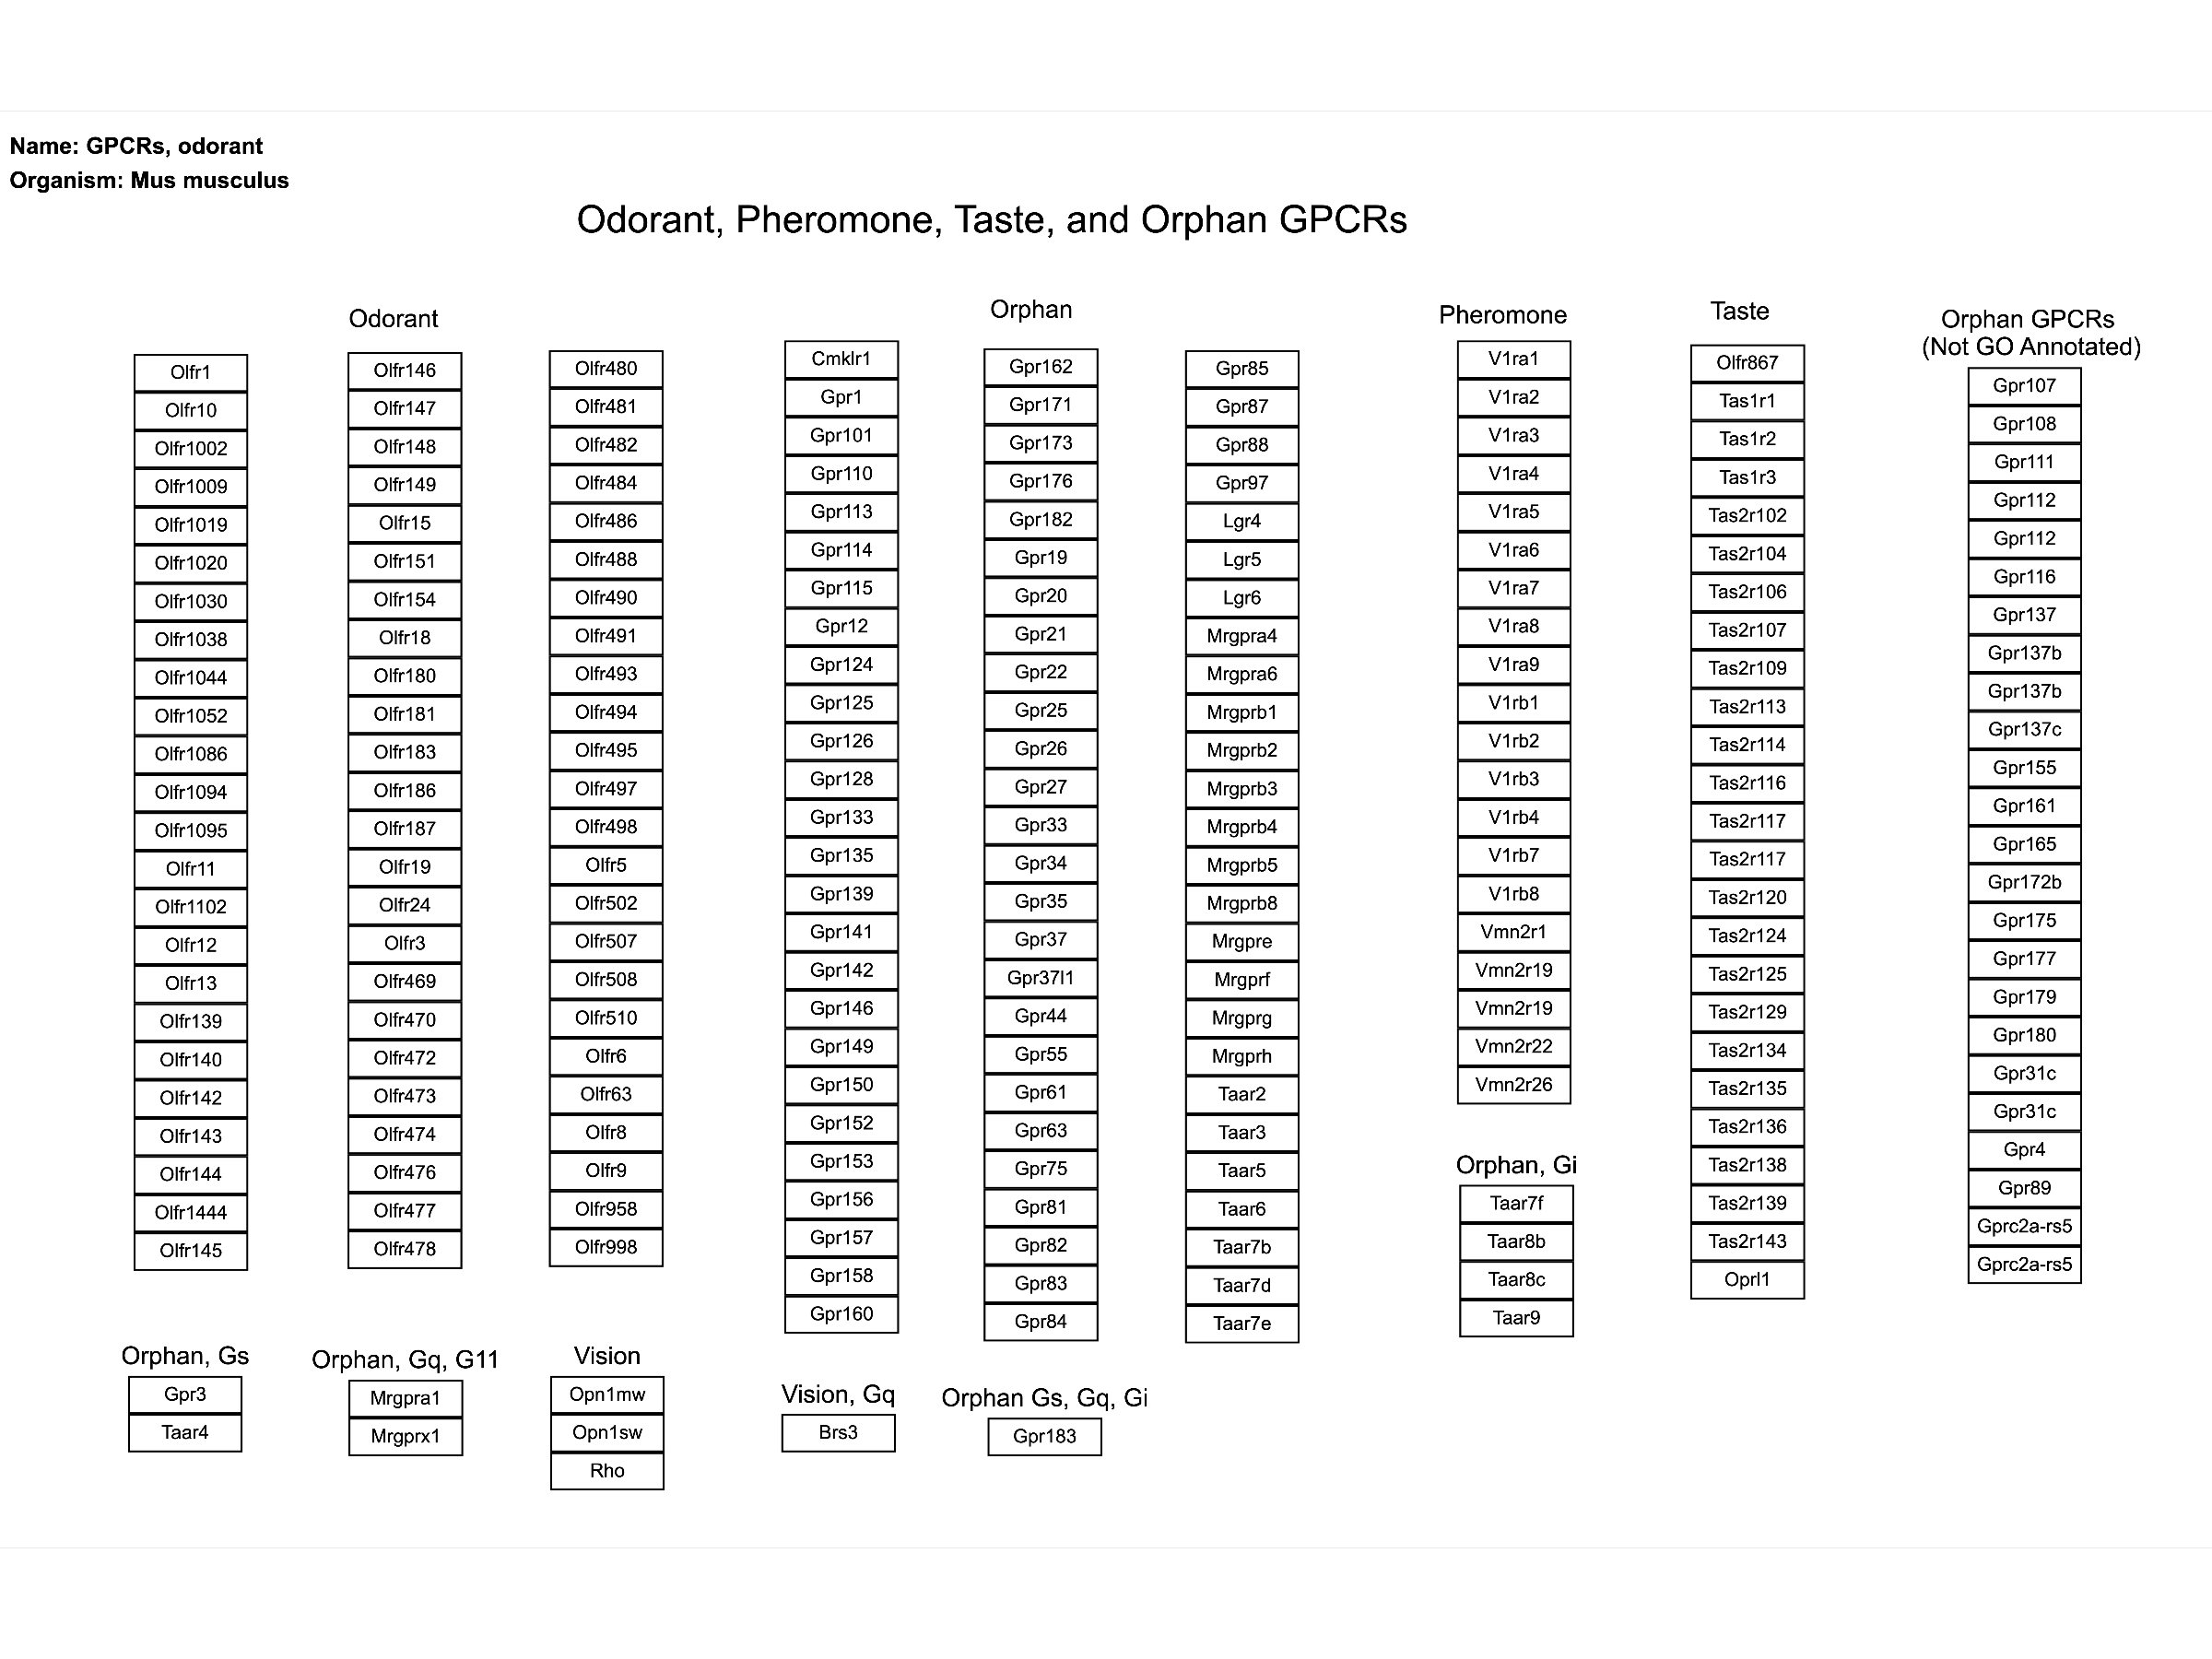 Name: GPCRs, odorant
Organism: Mus musculus
Odorant, Pheromone, Taste, and Orphan GPCRs
Odorant
Olfr1
Olfr10
Olfr1002
Olfr1009
Olfr1019
Olfr1020
Olfr1030
Olfr1038
Olfr1044
Olfr1052
Olfr1086
Olfr1094
Olfr1095
Olfr11
Olfr1102
Olfr12
Olfr13
Olfr139
Olfr140
Olfr142
Olfr143
Olfr144
Olfr1444
Olfr145
Olfr146
Olfr147
Olfr148
Olfr149
Olfr15
Olfr151
Olfr154
Olfr18
Olfr180
Olfr181
Olfr183
Olfr186
Olfr187
Olfr19
Olfr24
Olfr3
Olfr469
Olfr470
Olfr472
Olfr473
Olfr474
Olfr476
Olfr477
Olfr478
Olfr480
Olfr481
Olfr482
Olfr484
Olfr486
Olfr488
Olfr490
Olfr491
Olfr493
Olfr494
Olfr495
Olfr497
Olfr498
Olfr5
Olfr502
Olfr507
Olfr508
Olfr510
Olfr6
Olfr63
Olfr8
Olfr9
Olfr958
Olfr998
Orphan
Cmklr1
Gpr1
Gpr101
Gpr110
Gpr113
Gpr114
Gpr115
Gpr12
Gpr124
Gpr125
Gpr126
Gpr128
Gpr133
Gpr135
Gpr139
Gpr141
Gpr142
Gpr146
Gpr149
Gpr150
Gpr152
Gpr153
Gpr156
Gpr157
Gpr158
Gpr160
Gpr162
Gpr171
Gpr173
Gpr176
Gpr182
Gpr19
Gpr20
Gpr21
Gpr22
Gpr25
Gpr26
Gpr27
Gpr33
Gpr34
Gpr35
Gpr37
Gpr37l1
Gpr44
Gpr55
Gpr61
Gpr63
Gpr75
Gpr81
Gpr82
Gpr83
Gpr84
Gpr85
Gpr87
Gpr88
Gpr97
Lgr4
Lgr5
Lgr6
Mrgpra4
Mrgpra6
Mrgprb1
Mrgprb2
Mrgprb3
Mrgprb4
Mrgprb5
Mrgprb8
Mrgpre
Mrgprf
Mrgprg
Mrgprh
Taar2
Taar3
Taar5
Taar6
Taar7b
Taar7d
Taar7e
Pheromone
V1ra1
V1ra2
V1ra3
V1ra4
V1ra5
V1ra6
V1ra7
V1ra8
V1ra9
V1rb1
V1rb2
V1rb3
V1rb4
V1rb7
V1rb8
Vmn2r1
Vmn2r19
Vmn2r19
Vmn2r22
Vmn2r26
Orphan, Gi
Taar7f
Taar8b
Taar8c
Taar9
Taste
Olfr867
Tas1r1
Tas1r2
Tas1r3
Tas2r102
Tas2r104
Tas2r106
Tas2r107
Tas2r109
Tas2r113
Tas2r114
Tas2r116
Tas2r117
Tas2r117
Tas2r120
Tas2r124
Tas2r125
Tas2r129
Tas2r134
Tas2r135
Tas2r136
Tas2r138
Tas2r139
Tas2r143
Oprl1
Orphan GPCRs
(Not GO Annotated)
Gpr107
Gpr108
Gpr111
Gpr112
Gpr112
Gpr116
Gpr137
Gpr137b
Gpr137b
Gpr137c
Gpr155
Gpr161
Gpr165
Gpr172b
Gpr175
Gpr177
Gpr179
Gpr180
Gpr31c
Gpr31c
Gpr4
Gpr89
Gprc2a-rs5
Gprc2a-rs5
Orphan, Gs
Gpr3
Taar4
Orphan, Gq, G11
Mrgpra1
Mrgprx1
Vision
Opn1mw
Opn1sw
Rho
Vision, Gq
Brs3
Orphan Gs, Gq, Gi
Gpr183